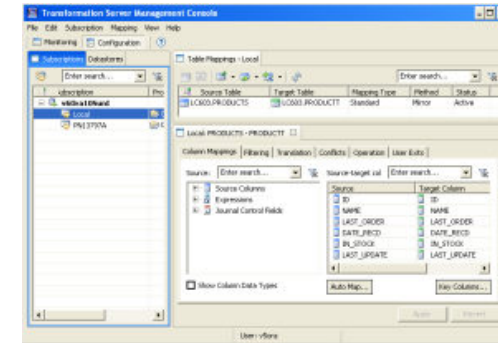 Transformation Server Management Console
File Edit Subscription Mapping View Help
Monitoring Configuration
Subscriptions Datastores
Table Mappings - Local
Enter search...
Enter search...
Source Table Target Table Mapping Type Method Status
LC603.PRODUCTS LC603.PRODUCTT Standard Mirror Active
Local
Local: PRODUCTS - PRODUCTT
Column Mappings Filtering Translation Conflicts Operation User Exits
Source: Enter search... Source-target col Enter search...
Source Columns
Expressions
Journal Control Fields
Source Target Column
ID ID
NAME NAME
LAST_ORDER LAST_ORDER
DATE_RECD DATE_RECD
IN_STOCK IN_STOCK
LAST_UPDATE LAST_UPDATE
Show Column Data Types
Auto Map... Key Columns...
Apply Revert